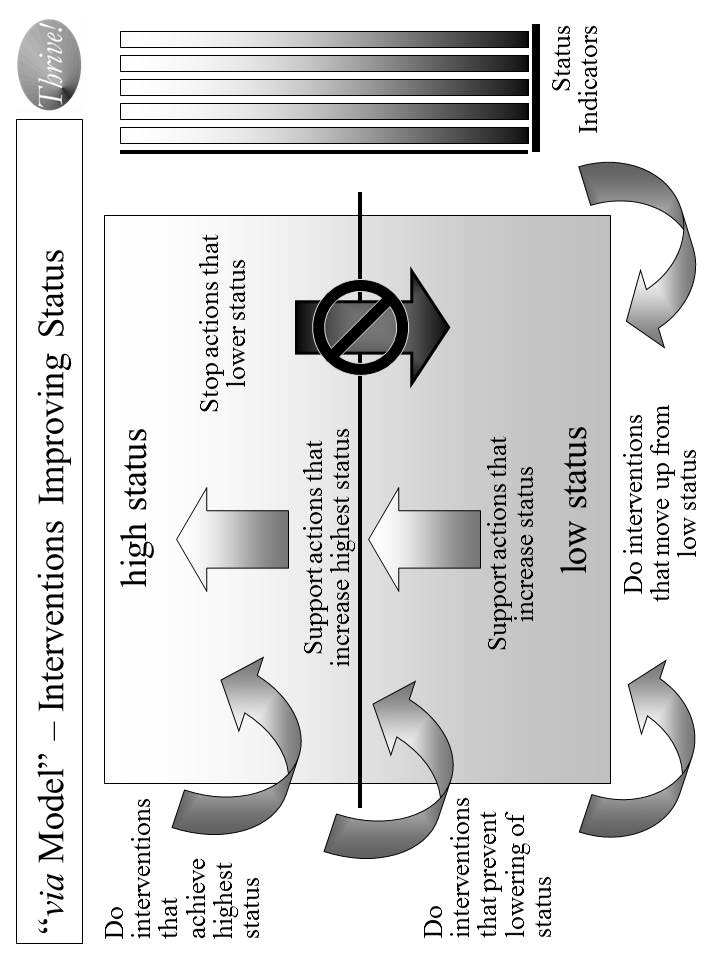 “via Model” – Interventions Improving Status
Thrive!
Do
interventions
that
achieve
highest
status
high status
Stop actions that
lower status
Support actions that
increase highest status
Do
interventions
that prevent
lowering of
status
Support actions that
increase status
low status
Do interventions
that move up from
low status
Status
Indicators